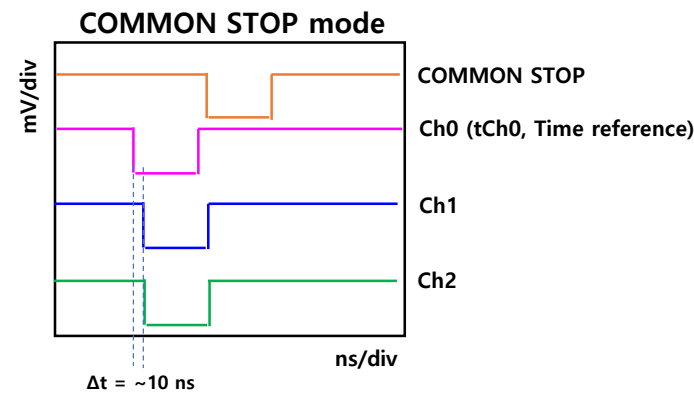 COMMON STOP mode
mV/div
COMMON STOP
Ch0 (tCh0, Time reference)
Ch1
Ch2
ns/div
Δt = ~10 ns